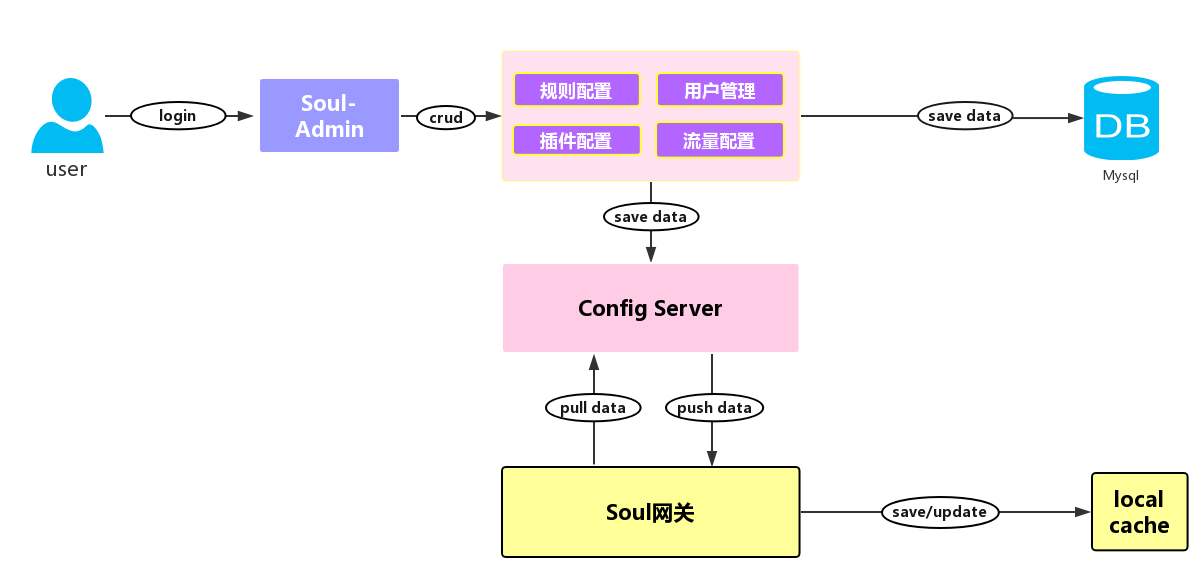 user
login
Soul-
Admin
crud
规则配置
用户管理
插件配置
流量配置
save data
DB
Mysql
save data
Config Server
pull data
push data
Soul网关
save/update
local
cache